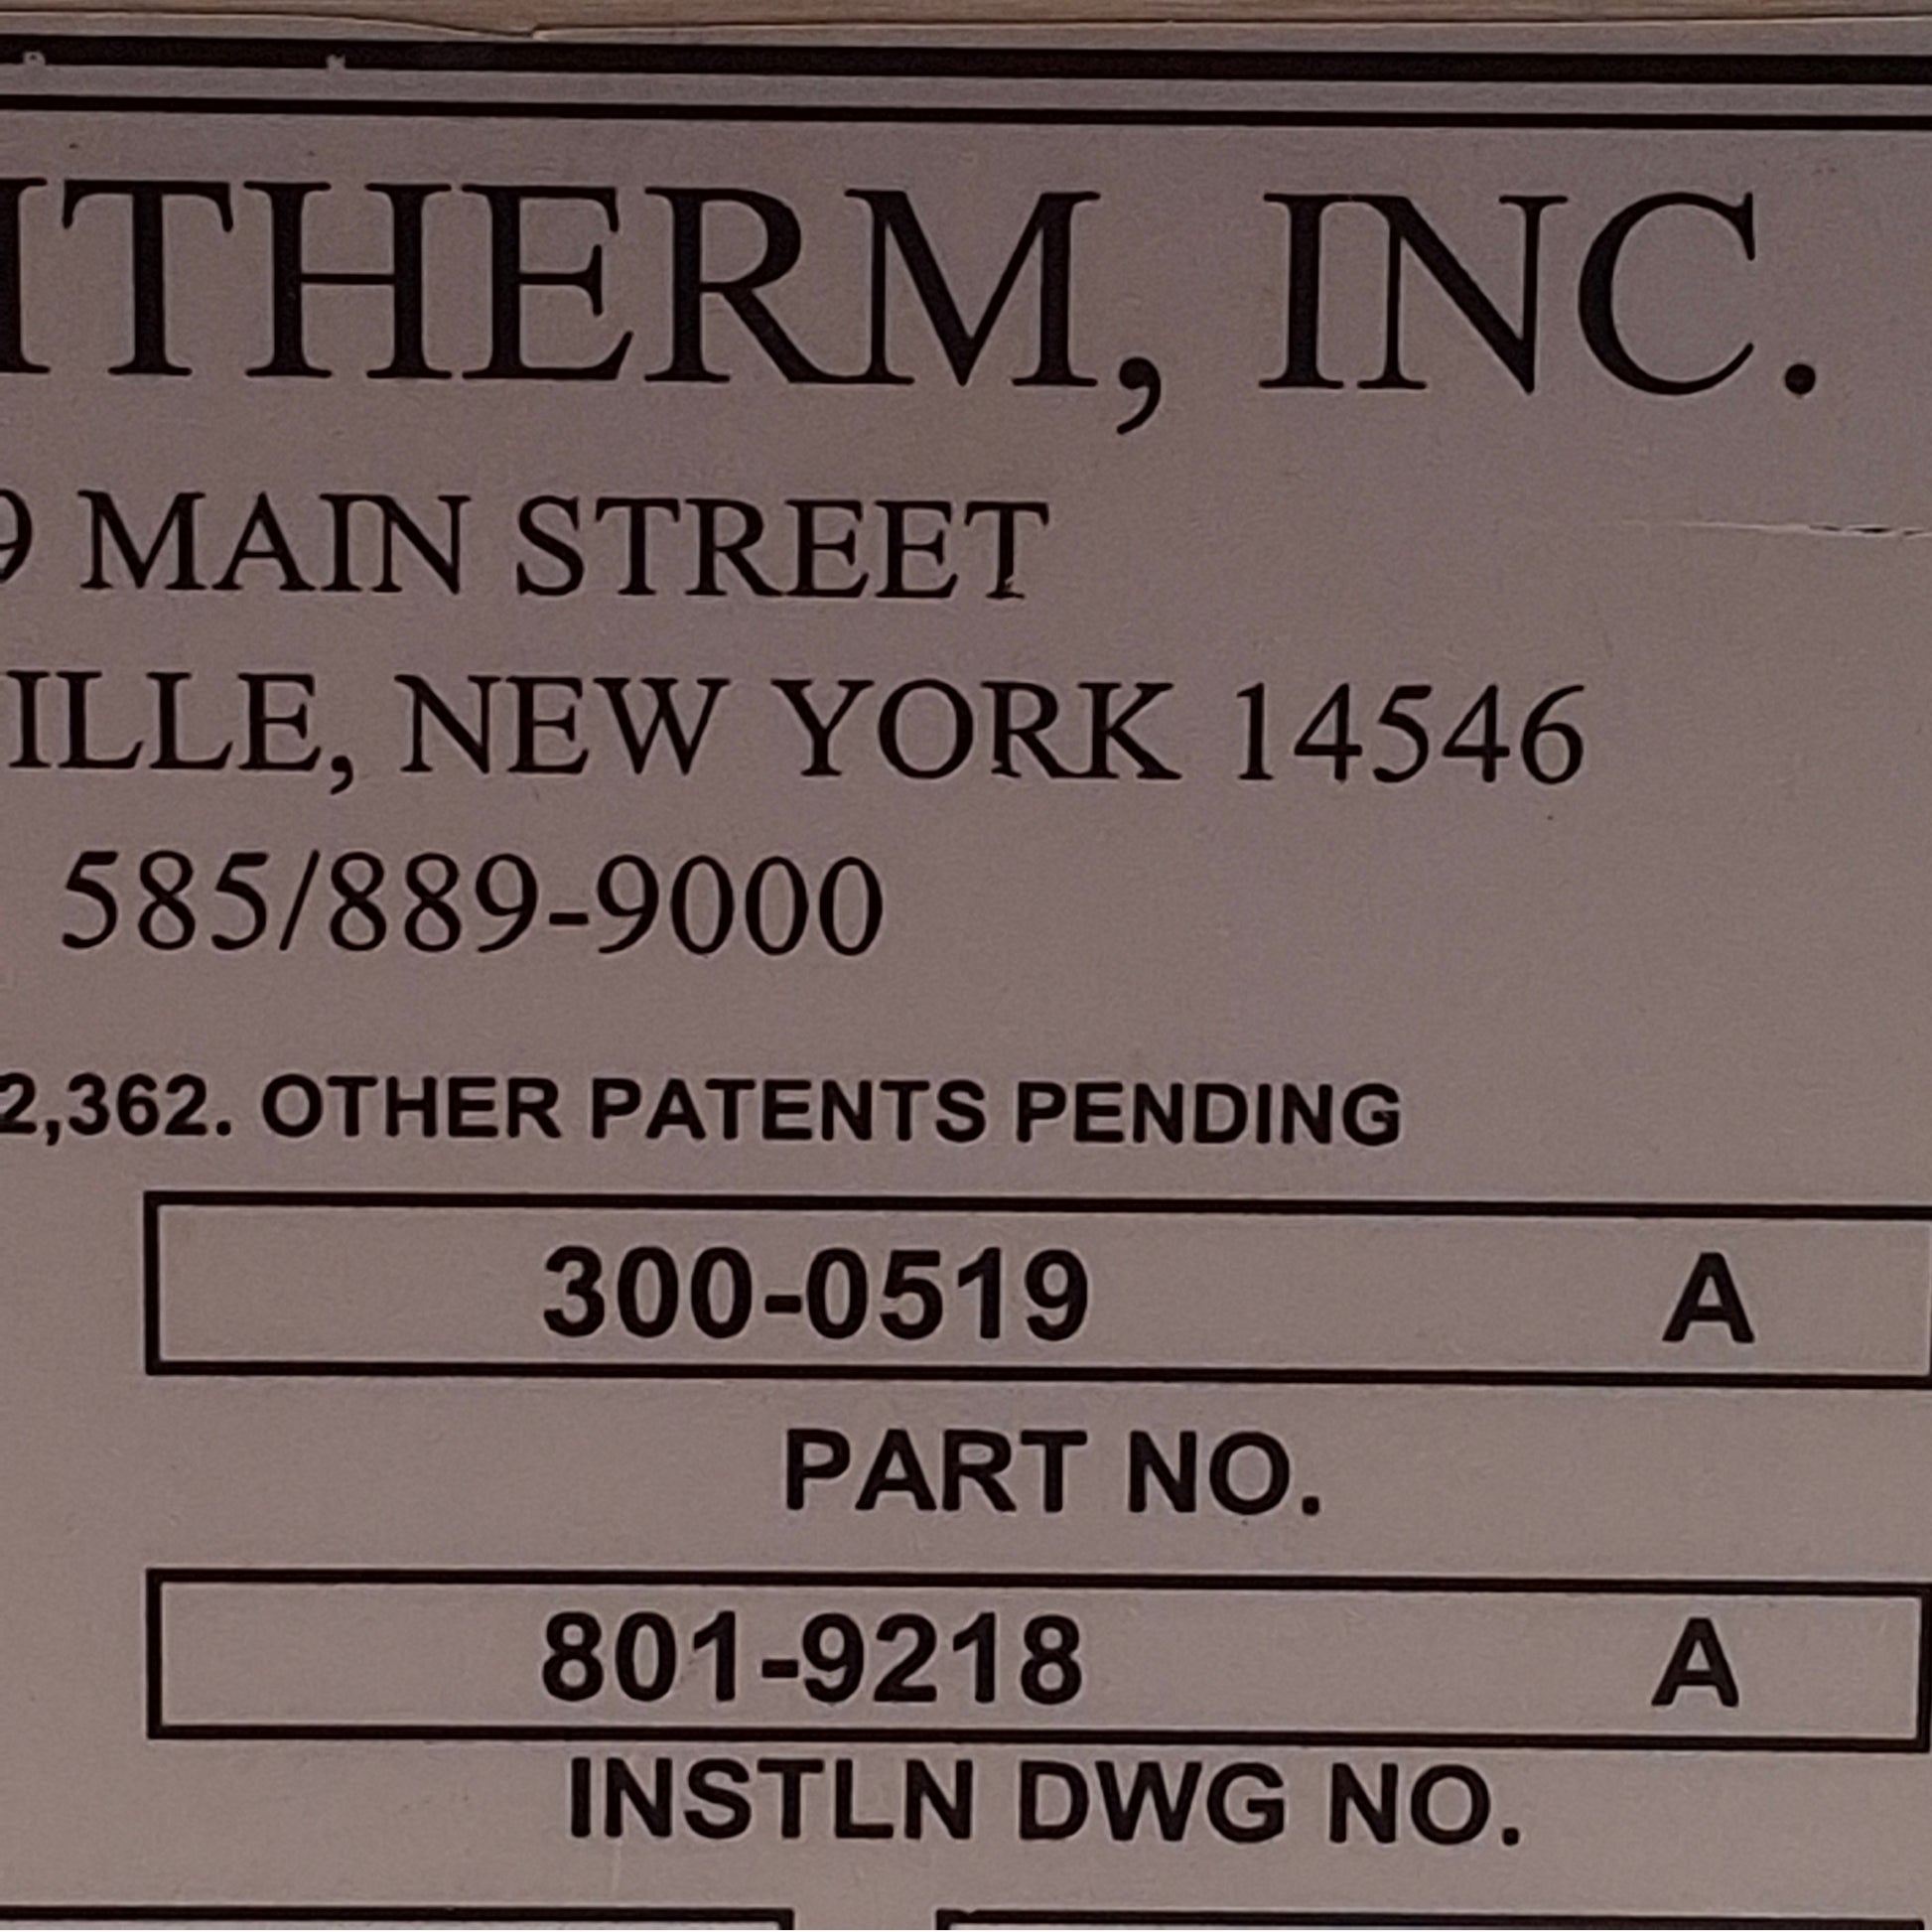 ITHERM, INC.
9 MAIN STREET
ILLE, NEW YORK 14546
585/889-9000
2,362. OTHER PATENTS PENDING
300-0519 A
PART NO.
801-9218 A
INSTLN DWG NO.